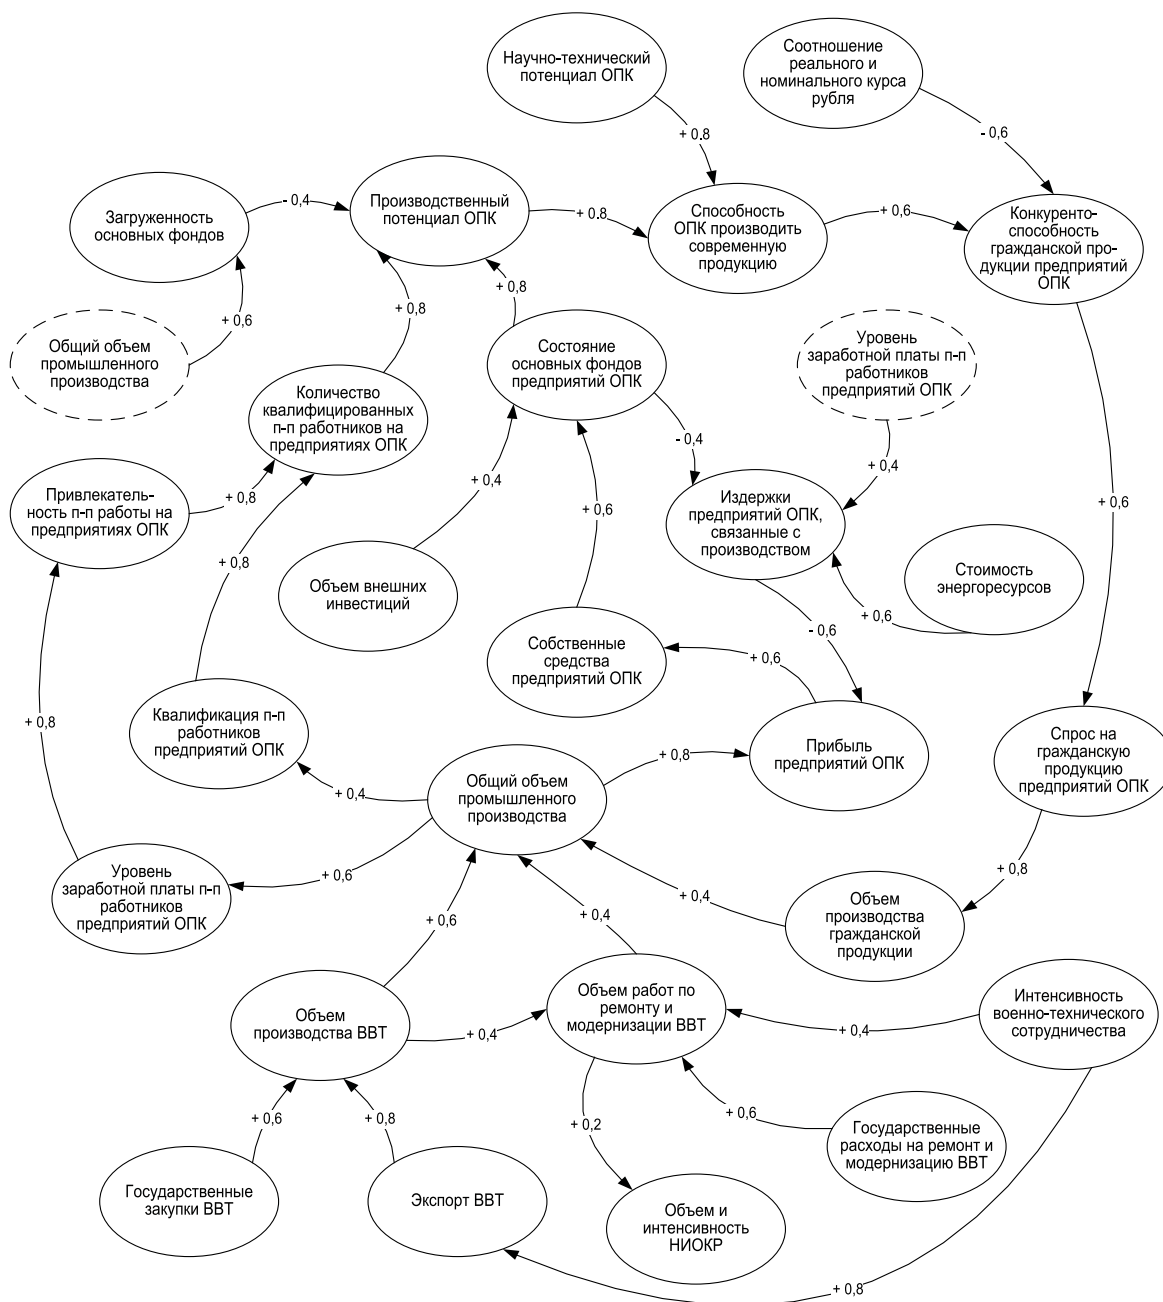 Научно-технический
потенциал ОПК
Соотношение
реального и
номинального курса
рубля
+ 0,8
- 0,6
Загруженность
основных фондов
- 0,4
Производственный
потенциал ОПК
+ 0,8
Способность
ОПК производить
современную
продукцию
+ 0,6
Конкуренто-
способность
гражданской про-
дукции предприятий
ОПК
+ 0,8
+ 0,8
+ 0,6
Общий объем
промышленного
производства
Состояние
основных фондов
предприятий ОПК
Уровень
заработной платы п-п
работников
предприятий ОПК
Количество
квалифицированных
п-п работников на
предприятиях ОПК
- 0,4
+ 0,4
+ 0,4
Привлекатель-
ность п-п работы на
предприятиях ОПК
+ 0,8
Издержки
предприятий ОПК,
связанные с
производством
+ 0,6
+ 0,6
+ 0,8
Объем внешних
инвестиций
Стоимость
энергоресурсов
+ 0,6
- 0,6
Собственные
средства
предприятий ОПК
+ 0,6
+ 0,8
Квалификация п-п
работников
предприятий ОПК
Прибыль
предприятий ОПК
Спрос на
гражданскую
продукцию
предприятий ОПК
+ 0,8
+ 0,4
Общий объем
промышленного
производства
Уровень
заработной платы п-п
работников
предприятий ОПК
+ 0,6
+ 0,8
+ 0,4
Объем
производства
гражданской
продукции
+ 0,6
+ 0,4
Объем
производства ВВТ
+ 0,4
Объем работ по
ремонту и
модернизации ВВТ
+ 0,4
Интенсивность
военно-технического
сотрудничества
+ 0,6
+ 0,8
+ 0,2
+ 0,6
Государственные
расходы на ремонт и
модернизацию ВВТ
Государственные
закупки ВВТ
Экспорт ВВТ
Объем и
интенсивность
НИОКР
+ 0,8